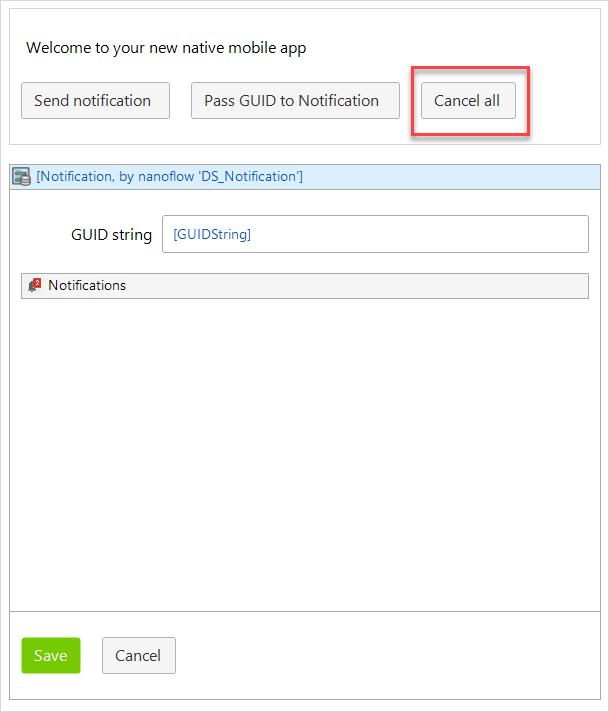 Welcome to your new native mobile app
Send notification
Pass GUID to Notification
Cancel all
[Notification, by nanoflow 'DS_Notification']
GUID string
[GUIDString]
2
Notifications
Save
Cancel